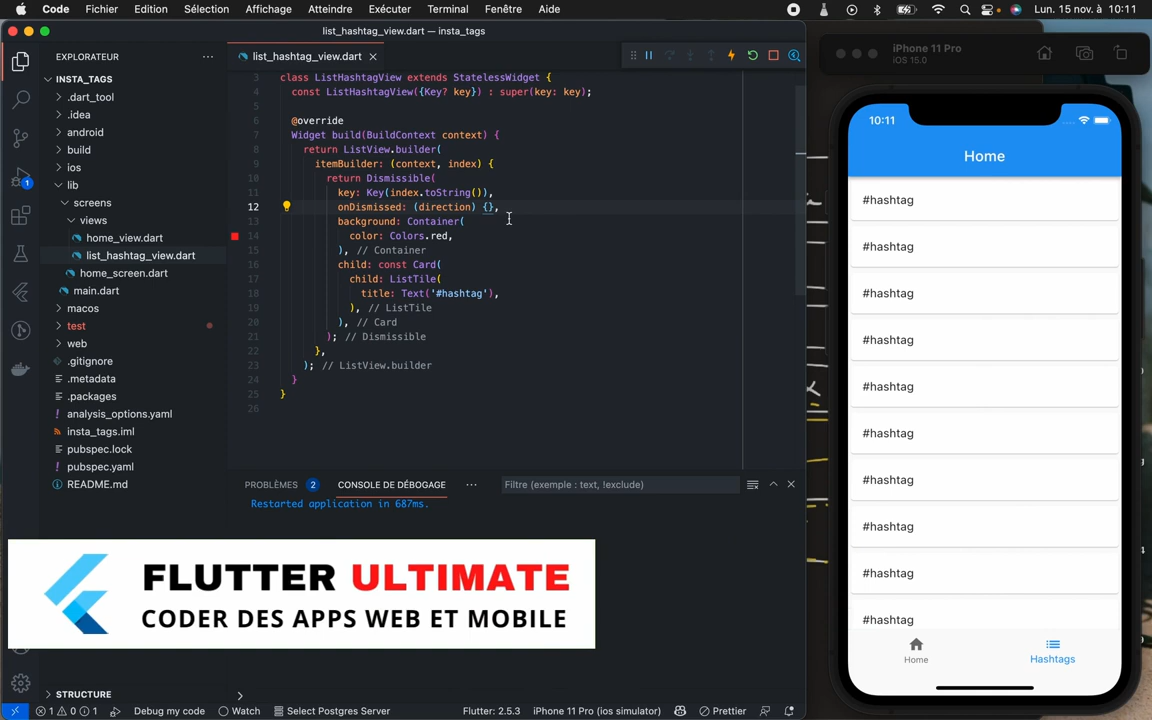 Code Fichier Edition Sélection Affichage Atteindre Exécuter Terminal Fenêtre Aide Lun. 15 nov. à 10:11
list_hashtag_view.dart — insta_tags
EXPLORATEUR
INSTA_TAGS
.dart_tool
.idea
android
build
ios
lib
screens
views
home_view.dart
list_hashtag_view.dart
home_screen.dart
main.dart
macos
test
web
.gitignore
.metadata
.packages
analysis_options.yaml
insta_tags.iml
pubspec.lock
pubspec.yaml
README.md
STRUCTURE
1
list_hashtag_view.dart
3 class ListHashtagView extends StatelessWidget {
4 const ListHashtagView({Key? key}) : super(key: key);
5
6 @override
7 Widget build(BuildContext context) {
8 return ListView.builder(
9 itemBuilder: (context, index) {
10 return Dismissible(
11 key: Key(index.toString()),
12 onDismissed: (direction) {},
13 background: Container(
14 color: Colors.red,
15 ), // Container
16 child: const Card(
17 child: ListTile(
18 title: Text('#hashtag'),
19 ), // ListTile
20 ), // Card
21 ); // Dismissible
22 },
23 ); // ListView.builder
24 }
25 }
26
PROBLÈMES 2 CONSOLE DE DÉBOGAGE Filtre (exemple : text, !exclude)
Restarted application in 687ms.
FLUTTER ULTIMATE
CODER DES APPS WEB ET MOBILE
1 0 1 Debug my code Watch Select Postgres Server Flutter: 2.5.3 iPhone 11 Pro (ios simulator) Prettier
iPhone 11 Pro
iOS 15.0
10:11
Home
#hashtag
#hashtag
#hashtag
#hashtag
#hashtag
#hashtag
#hashtag
#hashtag
#hashtag
#hashtag
Home Hashtags